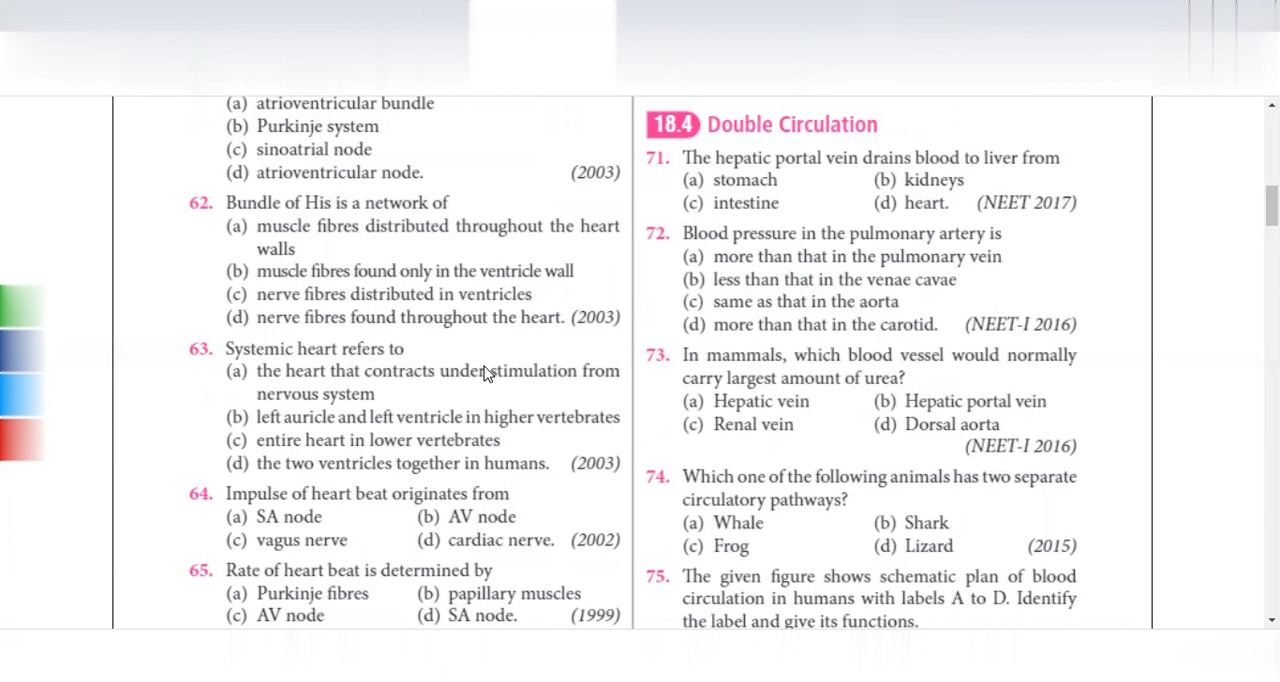 (a) atrioventricular bundle
(b) Purkinje system
(c) sinoatrial node
(d) atrioventricular node. (2003)
62. Bundle of His is a network of
(a) muscle fibres distributed throughout the heart
walls
(b) muscle fibres found only in the ventricle wall
(c) nerve fibres distributed in ventricles
(d) nerve fibres found throughout the heart. (2003)
63. Systemic heart refers to
(a) the heart that contracts under stimulation from
nervous system
(b) left auricle and left ventricle in higher vertebrates
(c) entire heart in lower vertebrates
(d) the two ventricles together in humans. (2003)
64. Impulse of heart beat originates from
(a) SA node (b) AV node
(c) vagus nerve (d) cardiac nerve. (2002)
65. Rate of heart beat is determined by
(a) Purkinje fibres (b) papillary muscles
(c) AV node (d) SA node. (1999)
18.4 Double Circulation
71. The hepatic portal vein drains blood to liver from
(a) stomach (b) kidneys
(c) intestine (d) heart. (NEET 2017)
72. Blood pressure in the pulmonary artery is
(a) more than that in the pulmonary vein
(b) less than that in the venae cavae
(c) same as that in the aorta
(d) more than that in the carotid. (NEET-I 2016)
73. In mammals, which blood vessel would normally
carry largest amount of urea?
(a) Hepatic vein (b) Hepatic portal vein
(c) Renal vein (d) Dorsal aorta
(NEET-I 2016)
74. Which one of the following animals has two separate
circulatory pathways?
(a) Whale (b) Shark
(c) Frog (d) Lizard (2015)
75. The given figure shows schematic plan of blood
circulation in humans with labels A to D. Identify
the label and give its functions.